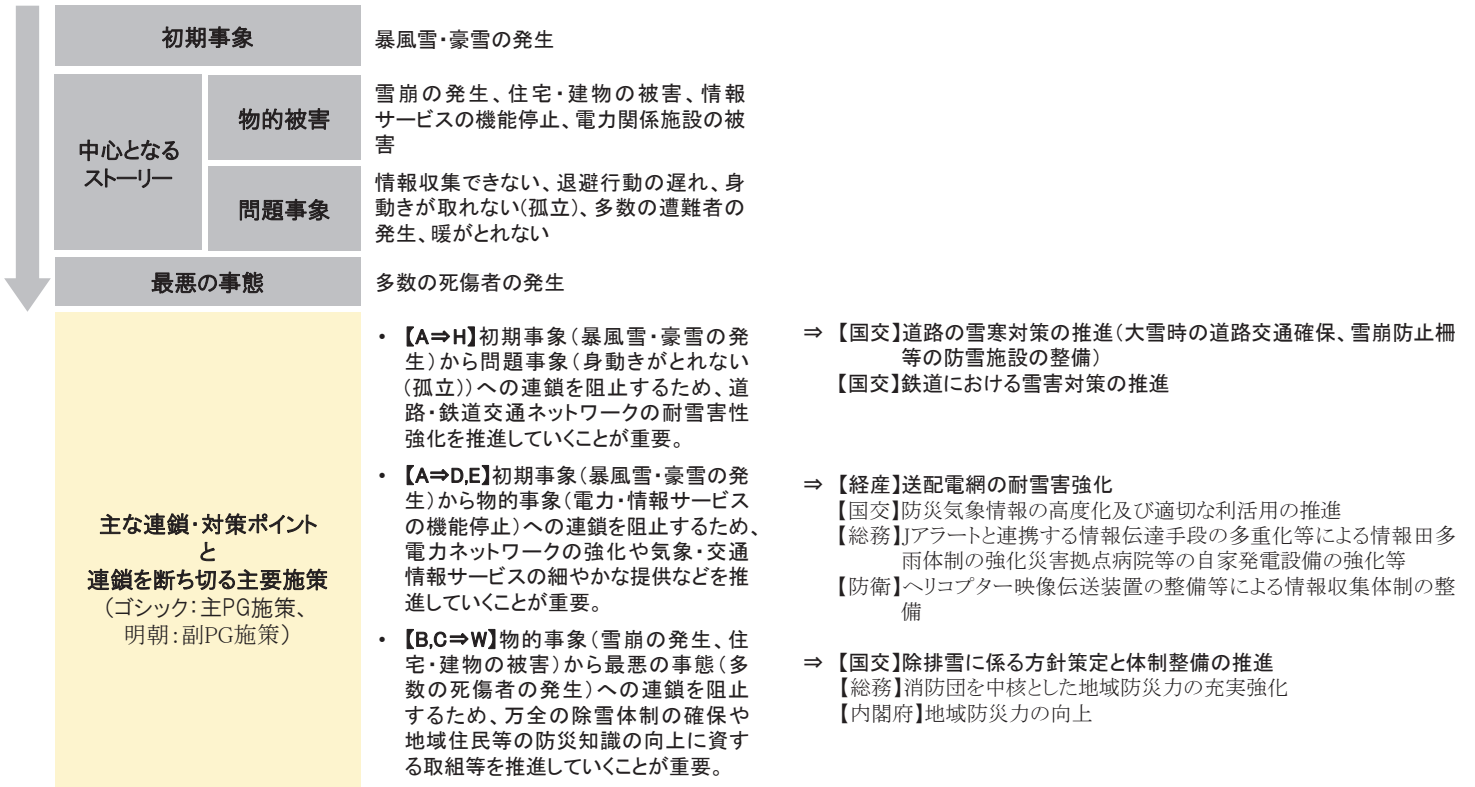 初期事象
暴風雪・豪雪の発生
中心となる
ストーリー
物的被害
雪崩の発生、住宅・建物の被害、情報
サービスの機能停止、電力関係施設の被
害
問題事象
情報収集できない、退避行動の遅れ、身
動きが取れない(孤立)、多数の遭難者の
発生、暖がとれない
最悪の事態
多数の死傷者の発生
主な連鎖・対策ポイント
と
連鎖を断ち切る主要施策
（ゴシック：主PG施策、
明朝：副PG施策）
・ 【A⇒H】初期事象（暴風雪・豪雪の発
生）から問題事象（身動きがとれない
(孤立)）への連鎖を阻止するため、道
路・鉄道交通ネットワークの耐雪害性
強化を推進していくことが重要。
⇒ 【国交】道路の雪寒対策の推進（大雪時の道路交通確保、雪崩防止柵
等の防雪施設の整備）
【国交】鉄道における雪害対策の推進
・ 【A⇒D,E】初期事象（暴風雪・豪雪の発
生）から物的事象（電力・情報サービス
の機能停止）への連鎖を阻止するため、
電力ネットワークの強化や気象・交通
情報サービスの細やかな提供などを推
進していくことが重要。
⇒ 【経産】送配電網の耐雪害強化
【国交】防災気象情報の高度化及び適切な利活用の推進
【総務】Jアラートと連携する情報伝達手段の多重化等による情報田多
雨体制の強化災害拠点病院等の自家発電設備の強化等
【防衛】ヘリコプター映像伝送装置の整備等による情報収集体制の整
備
・ 【B,C⇒W】物的事象（雪崩の発生、住
宅・建物の被害）から最悪の事態（多
数の死傷者の発生）への連鎖を阻止
するため、万全の除雪体制の確保や
地域住民等の防災知識の向上に資す
る取組等を推進していくことが重要。
⇒ 【国交】除排雪に係る方針策定と体制整備の推進
【総務】消防団を中核とした地域防災力の充実強化
【内閣府】地域防災力の向上